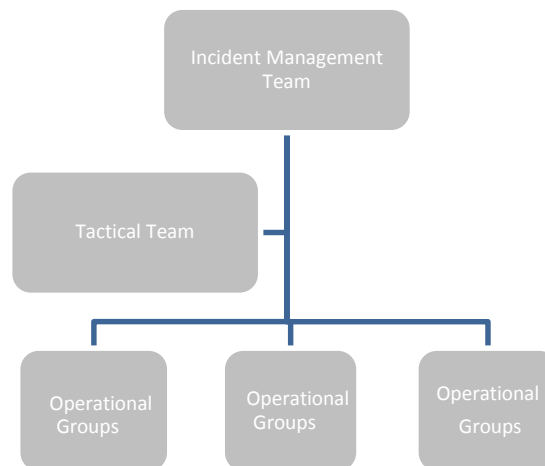 Incident Management
Team
Tactical Team
Operational
Groups
Operational
Groups
Operational
Groups